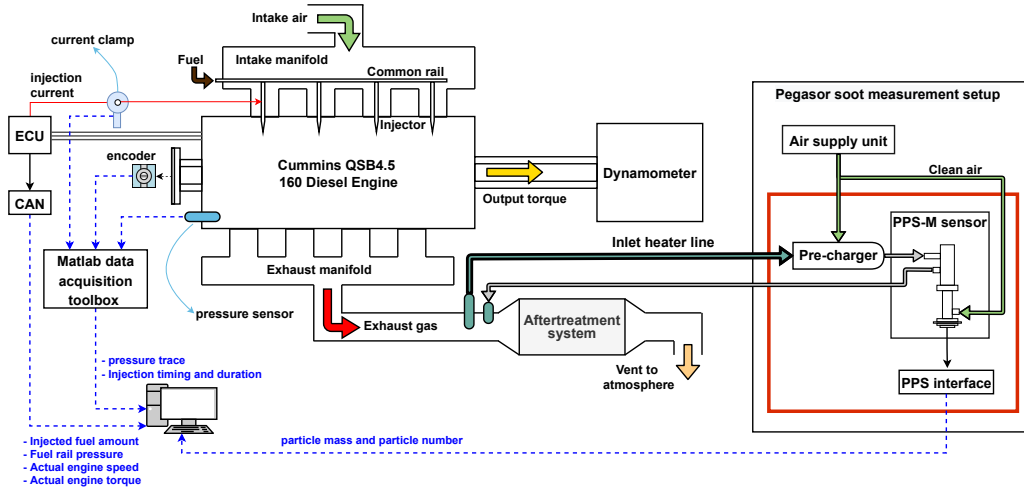 Intake air
current clamp
Intake manifold
Fuel
Common rail
injection
current
Injector
ECU
encoder
Cummins QSB4.5
160 Diesel Engine
CAN
Output torque
Dynamometer
Matlab data
acquisition
toolbox
Exhaust manifold
pressure sensor
Exhaust gas
Inlet heater line
Aftertreatment
system
Vent to
atmosphere
Pegasor soot measurement setup
Air supply unit
Clean air
PPS-M sensor
Pre-charger
PPS interface
- pressure trace
- Injection timing and duration
- Injected fuel amount
- Fuel rail pressure
- Actual engine speed
- Actual engine torque
particle mass and particle number